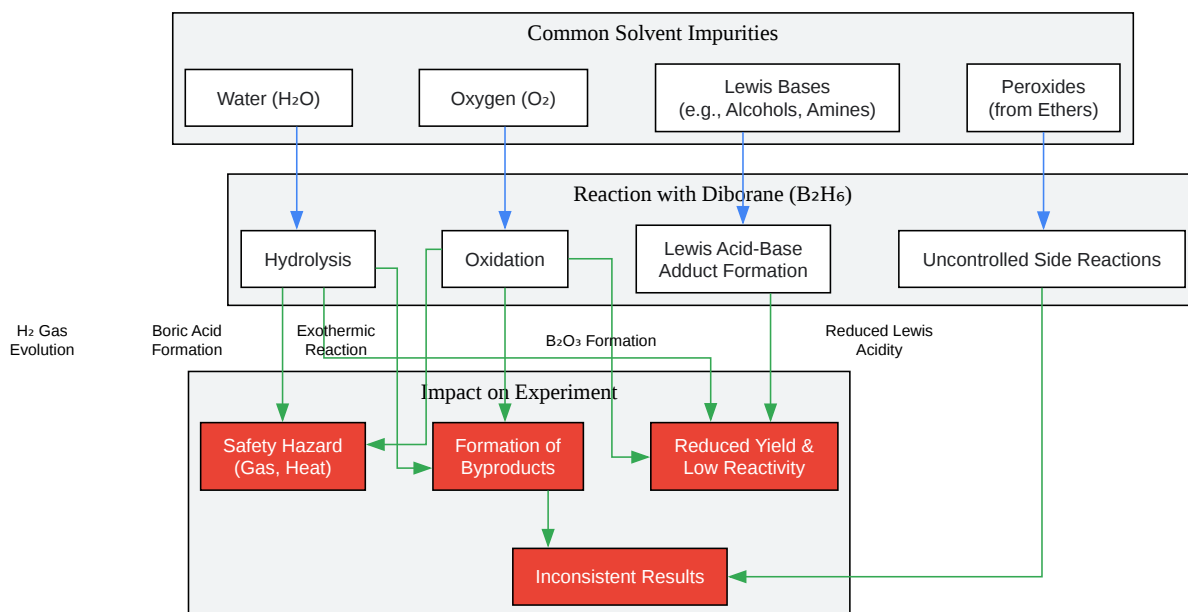 Common Solvent Impurities
Water (H₂O)
Oxygen (O₂)
Lewis Bases
(e.g., Alcohols, Amines)
Peroxides
(from Ethers)
Reaction with Diborane (B₂H₆)
Hydrolysis
Oxidation
Lewis Acid-Base
Adduct Formation
Uncontrolled Side Reactions
H₂ Gas
Evolution
Boric Acid
Formation
Exothermic
Reaction
B₂O₃ Formation
Reduced Lewis
Acidity
Impact on Experiment
Safety Hazard
(Gas, Heat)
Formation of
Byproducts
Reduced Yield &
Low Reactivity
Inconsistent Results